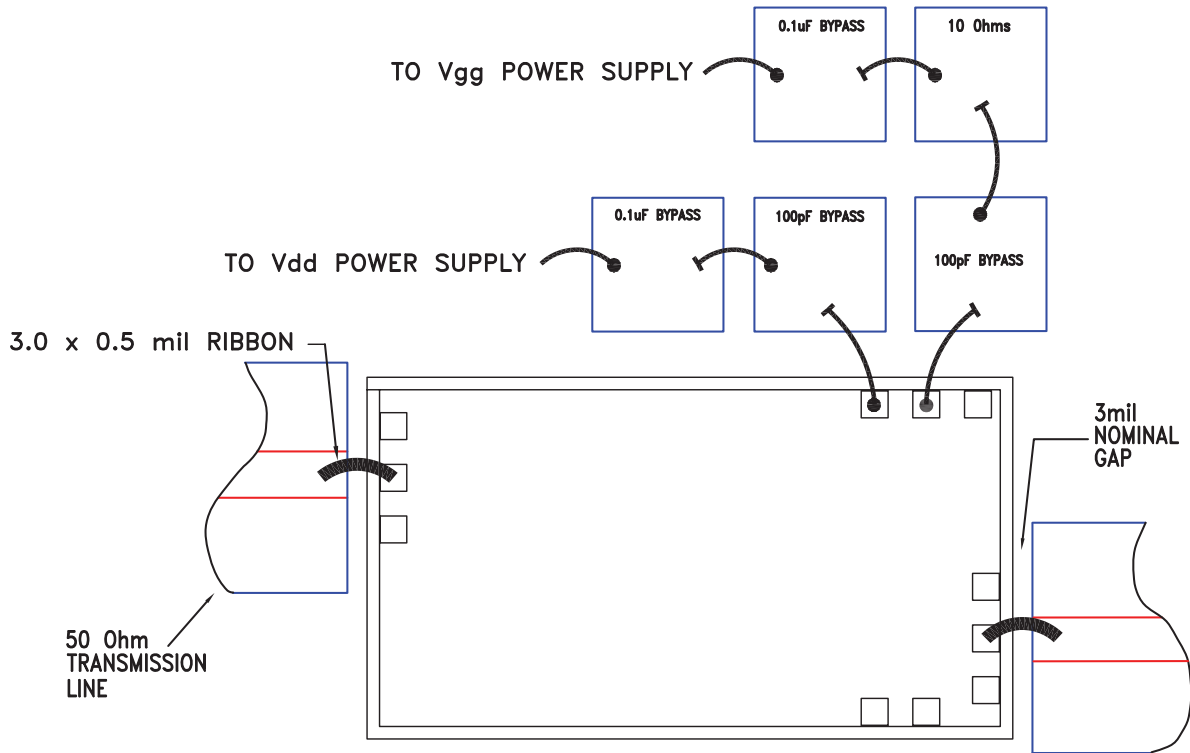 0.1uF BYPASS
10 Ohms
TO Vgg POWER SUPPLY
0.1uF BYPASS
100pF BYPASS
100pF BYPASS
TO Vdd POWER SUPPLY
3.0 x 0.5 mil RIBBON
3mil
NOMINAL
GAP
50 Ohm
TRANSMISSION
LINE